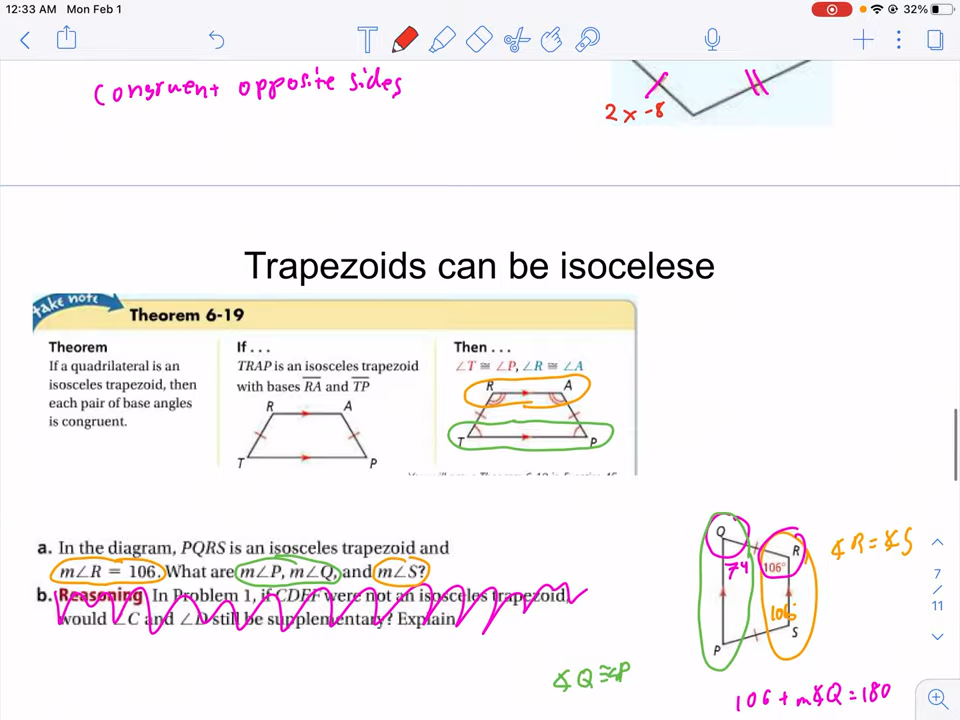 12:33 AM Mon Feb 1
32%
T
congruent opposite sides
2x-8
Trapezoids can be isocelese
take note
Theorem 6-19
Theorem
If a quadrilateral is an
isosceles trapezoid, then
each pair of base angles
is congruent.
If . . .
TRAP is an isosceles trapezoid
with bases RA and TP
R A
T P
Then . . .
∠T ≅ ∠P, ∠R ≅ ∠A
R A
T P
a. In the diagram, PQRS is an isosceles trapezoid and
m∠R = 106. What are m∠P, m∠Q, and m∠S?
b. Reasoning In Problem 1, if CDEF were not an isosceles trapezoid,
would ∠C and ∠D still be supplementary? Explain.
Q
R
74 106°
106
S
P
∡R = ∡S
∡Q ≅ ∡P
106 + m∡Q = 180
7
11